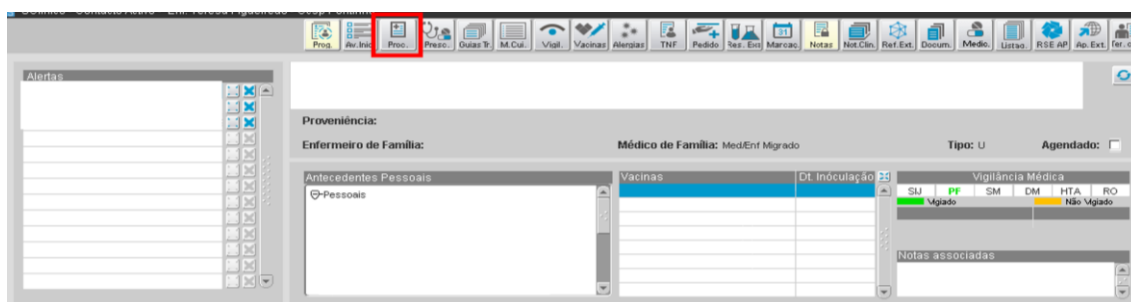 Prog. Av.Inic Proc. Presc. Guias Tr. M.Cui. Vigil. Vacinas Alergias TNF Pedido Res. Exa Marcaç. Notas Not.Clín. Ref.Ext. Docum. Medic. Listag. RSE AP Ap.Ext.
Alertas
Proveniência:
Enfermeiro de Família: Médico de Família: Med/Enf Migrado Tipo: U Agendado:
Antecedentes Pessoais Vacinas Dt. Inóculação Vigilância Médica
Pessoais SIJ PF SM DM HTA RO
Vigiado Não Vigiado
Notas associadas